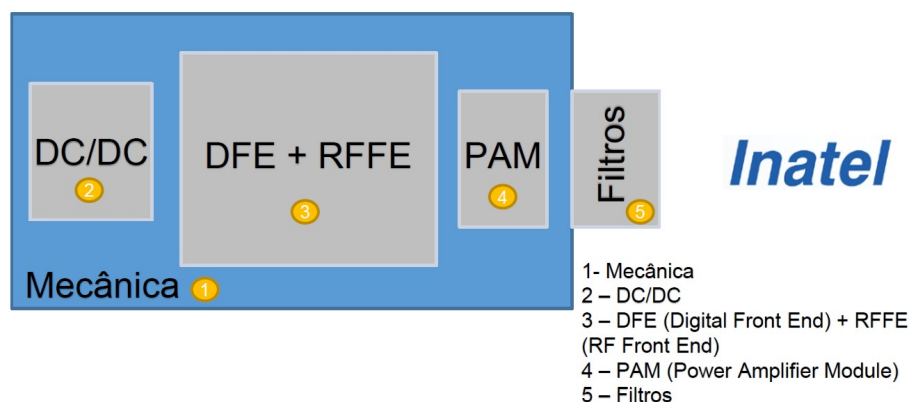 DC/DC
2
DFE + RFFE
3
PAM
4
Filtros
5
Mecânica 1
Inatel
1- Mecânica
2 – DC/DC
3 – DFE (Digital Front End) + RFFE
(RF Front End)
4 – PAM (Power Amplifier Module)
5 – Filtros